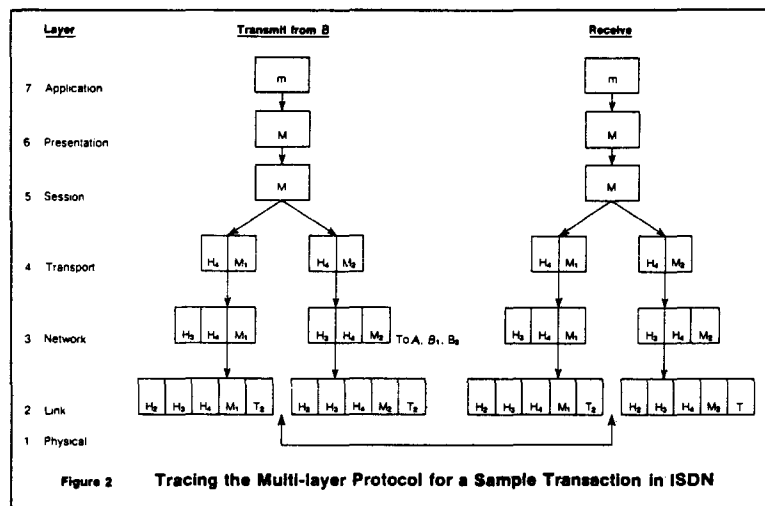 Layer Transmit from B Receive
7 Application m m
6 Presentation M M
5 Session M M
4 Transport H₄ M₁ H₄ M₂ H₄ M₁ H₄ M₂
3 Network H₃ H₄ M₁ H₃ H₄ M₂ To A, B₁, B₂ H₃ H₄ M₁ H₃ H₄ M₂
2 Link H₂ H₃ H₄ M₁ T₂ H₂ H₃ H₄ M₂ T₂ H₂ H₃ H₄ M₁ T₂ H₂ H₃ H₄ M₂ T
1 Physical
Figure 2 Tracing the Multi-layer Protocol for a Sample Transaction in ISDN